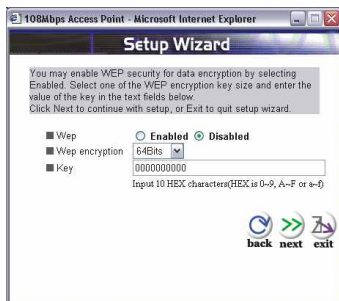 108Mbps Access Point - Microsoft Internet Explorer
Setup Wizard
You may enable WEP security for data encryption by selecting
Enabled. Select one of the WEP encryption key size and enter the
value of the key in the text fields below.
Click Next to continue with setup, or Exit to quit setup wizard.
Wep Enabled Disabled
Wep encryption 64Bits
Key 0000000000
Input 10 HEX characters(HEX is 0~9, A~F or a~f)
back next exit